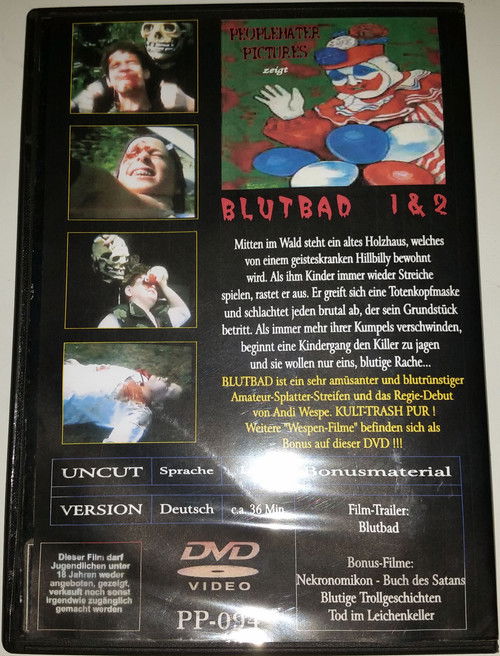 PEOPLEHATER
PICTURES
zeigt
BLUTBAD 1 & 2
Mitten im Wald steht ein altes Holzhaus, welches
von einem geisteskranken Hillbilly bewohnt
wird. Als ihm Kinder immer wieder Streiche
spielen, rastet er aus. Er greift sich eine Totenkopfmaske
und schlachtet jeden brutal ab, der sein Grundstück
betritt. Als immer mehr ihrer Kumpels verschwinden,
beginnt eine Kindergang den Killer zu jagen
und sie wollen nur eins, blutige Rache...
BLUTBAD ist ein sehr amüsanter und blutrünstiger
Amateur-Splatter-Streifen und das Regie-Debut
von Andi Wespe. KULT-TRASH PUR !
Weitere "Wespen-Filme" befinden sich als
Bonus auf dieser DVD !!!
UNCUT Sprache Bonusmaterial
VERSION Deutsch c.a. 36 Min. Film-Trailer:
Blutbad
Dieser Film darf
Jugendlichen unter
18 Jahren weder
angeboten, gezeigt,
verkauft noch sonst
irgendwie zugänglich
gemacht werden
DVD
VIDEO
PP-094
Bonus-Filme:
Nekronomikon - Buch des Satans
Blutige Trollgeschichten
Tod im Leichenkeller